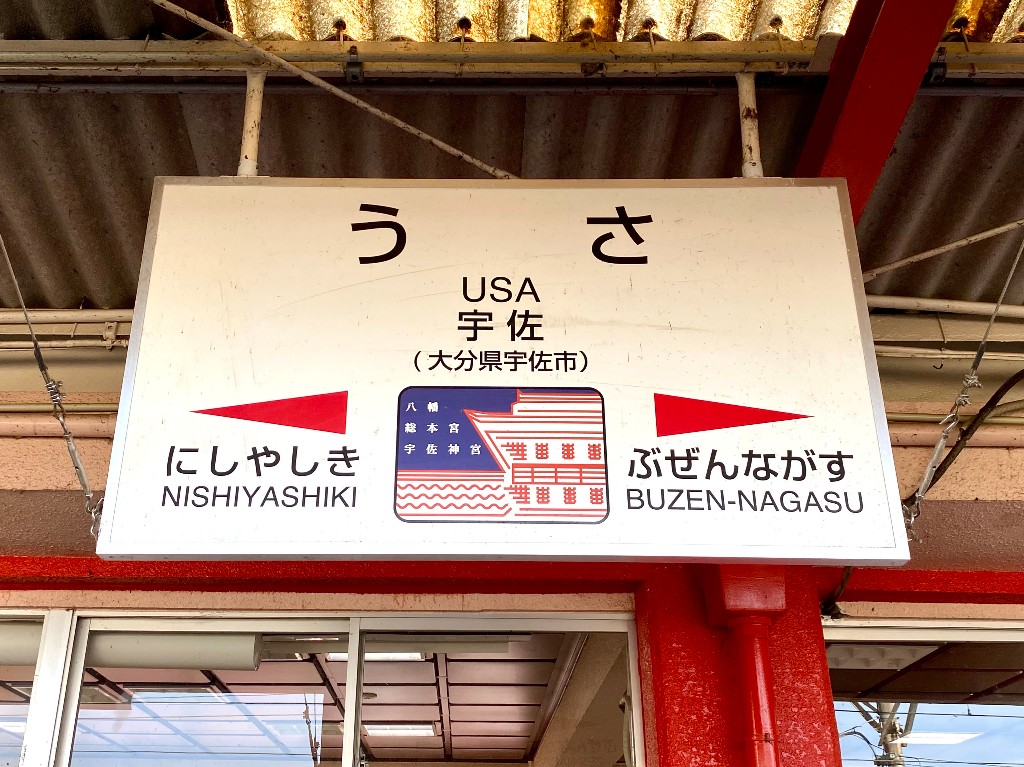 うさ
USA
宇佐
(大分県宇佐市)
八幡
総本宮
宇佐神宮
にしやしき
NISHIYASHIKI
ぶぜんながす
BUZEN-NAGASU